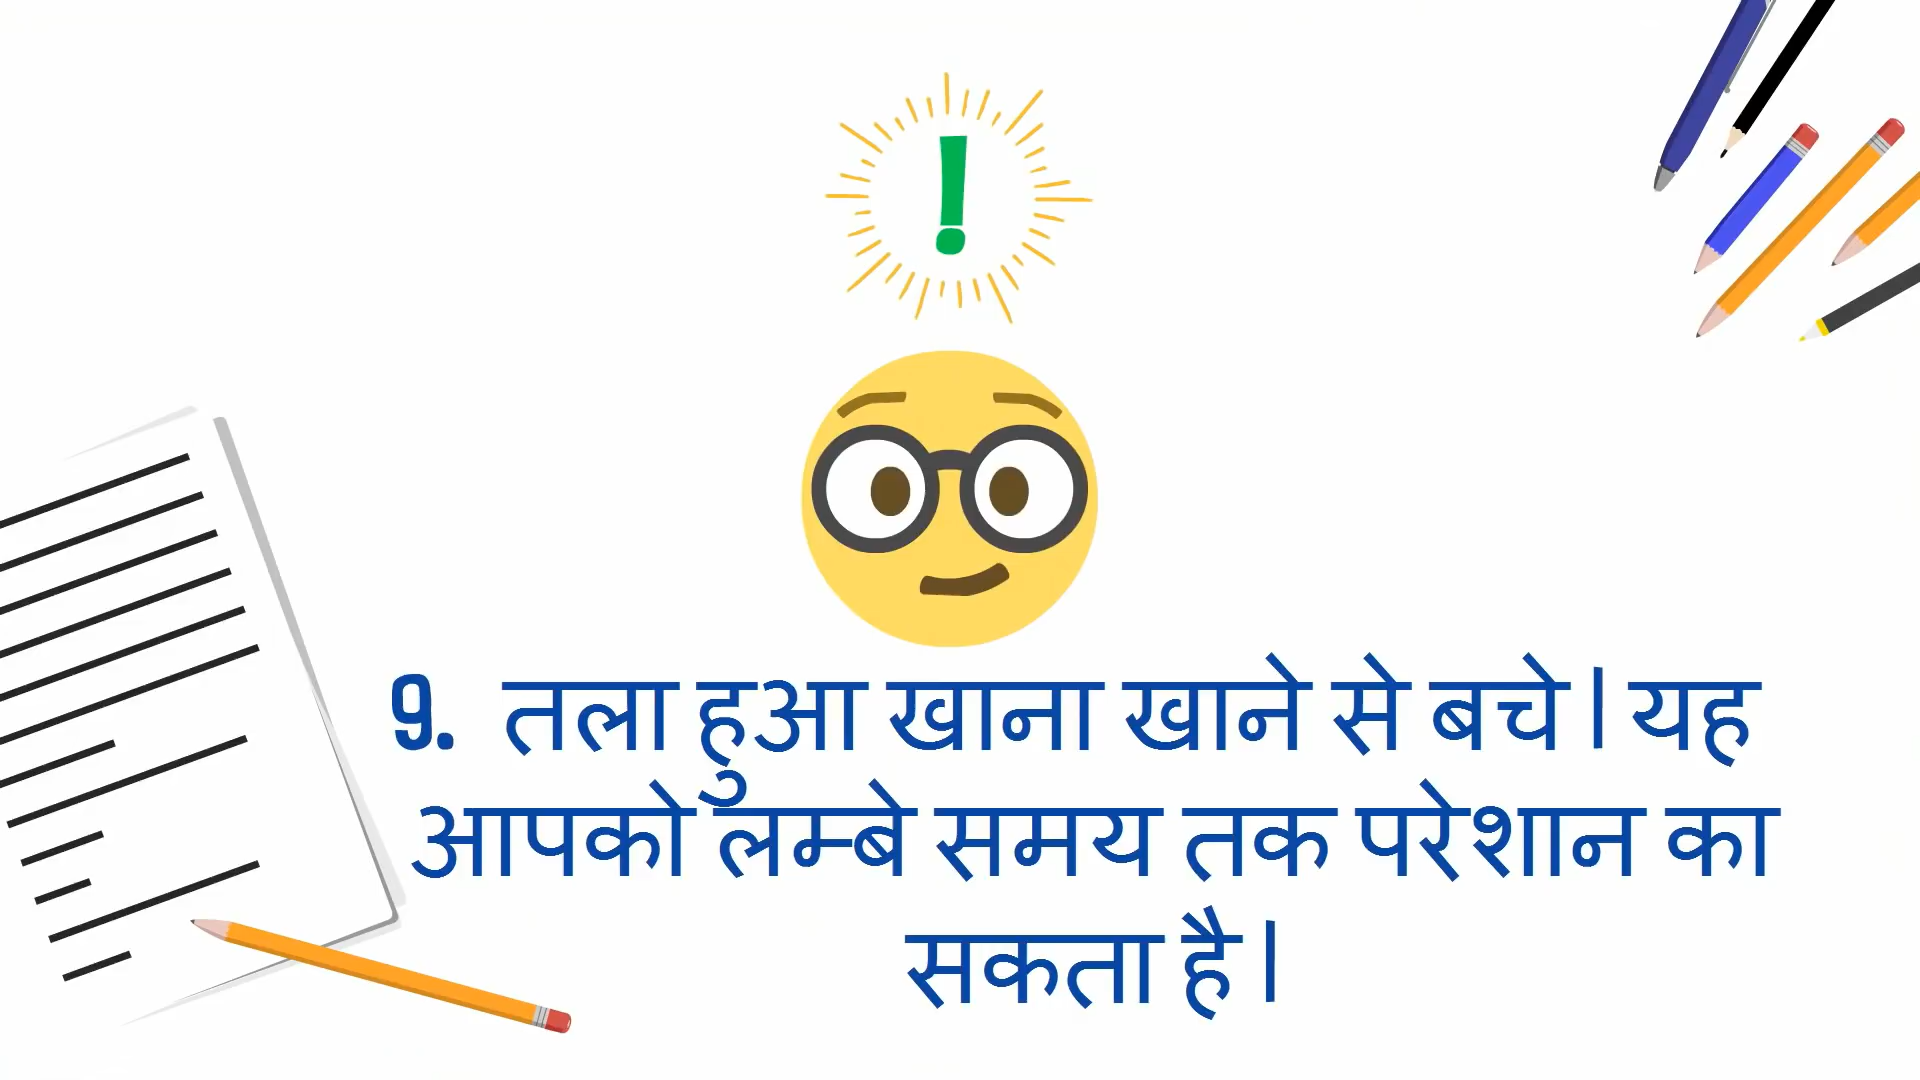 !
9. तला हुआ खाना खाने से बचे। यह
आपको लम्बे समय तक परेशान का
सकता है।